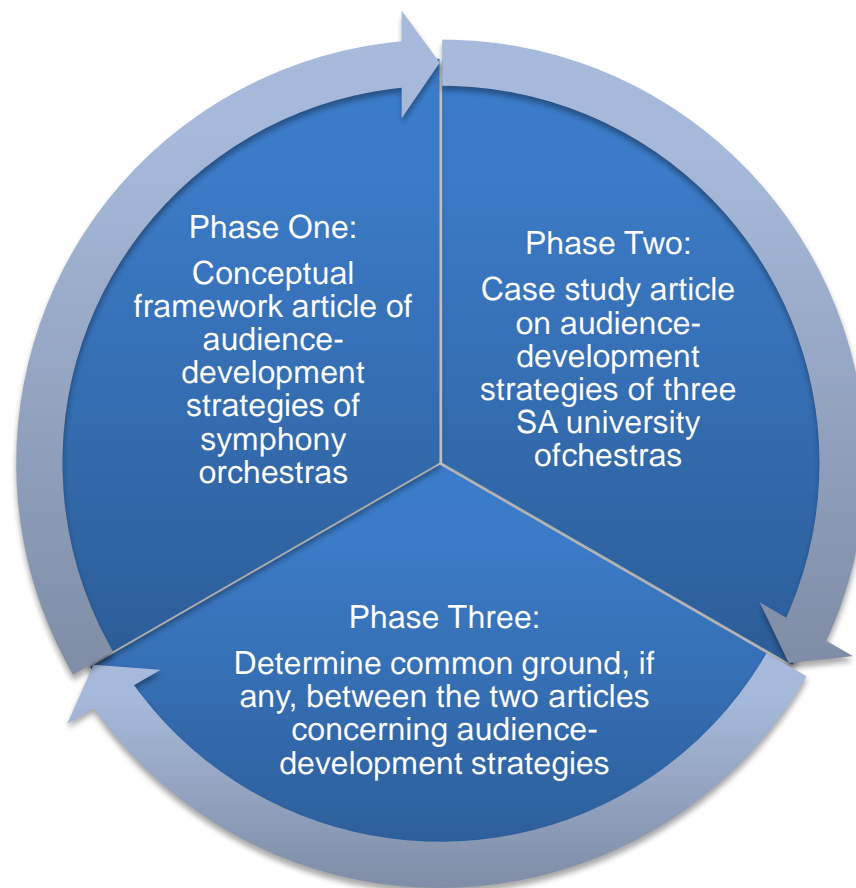 Phase One:
Conceptual
framework article of
audience-
development
strategies of
symphony
orchestras
Phase Two:
Case study article
on audience-
development
strategies of three
SA university
ofchestras
Phase Three:
Determine common ground, if
any, between the two articles
concerning audience-
development strategies